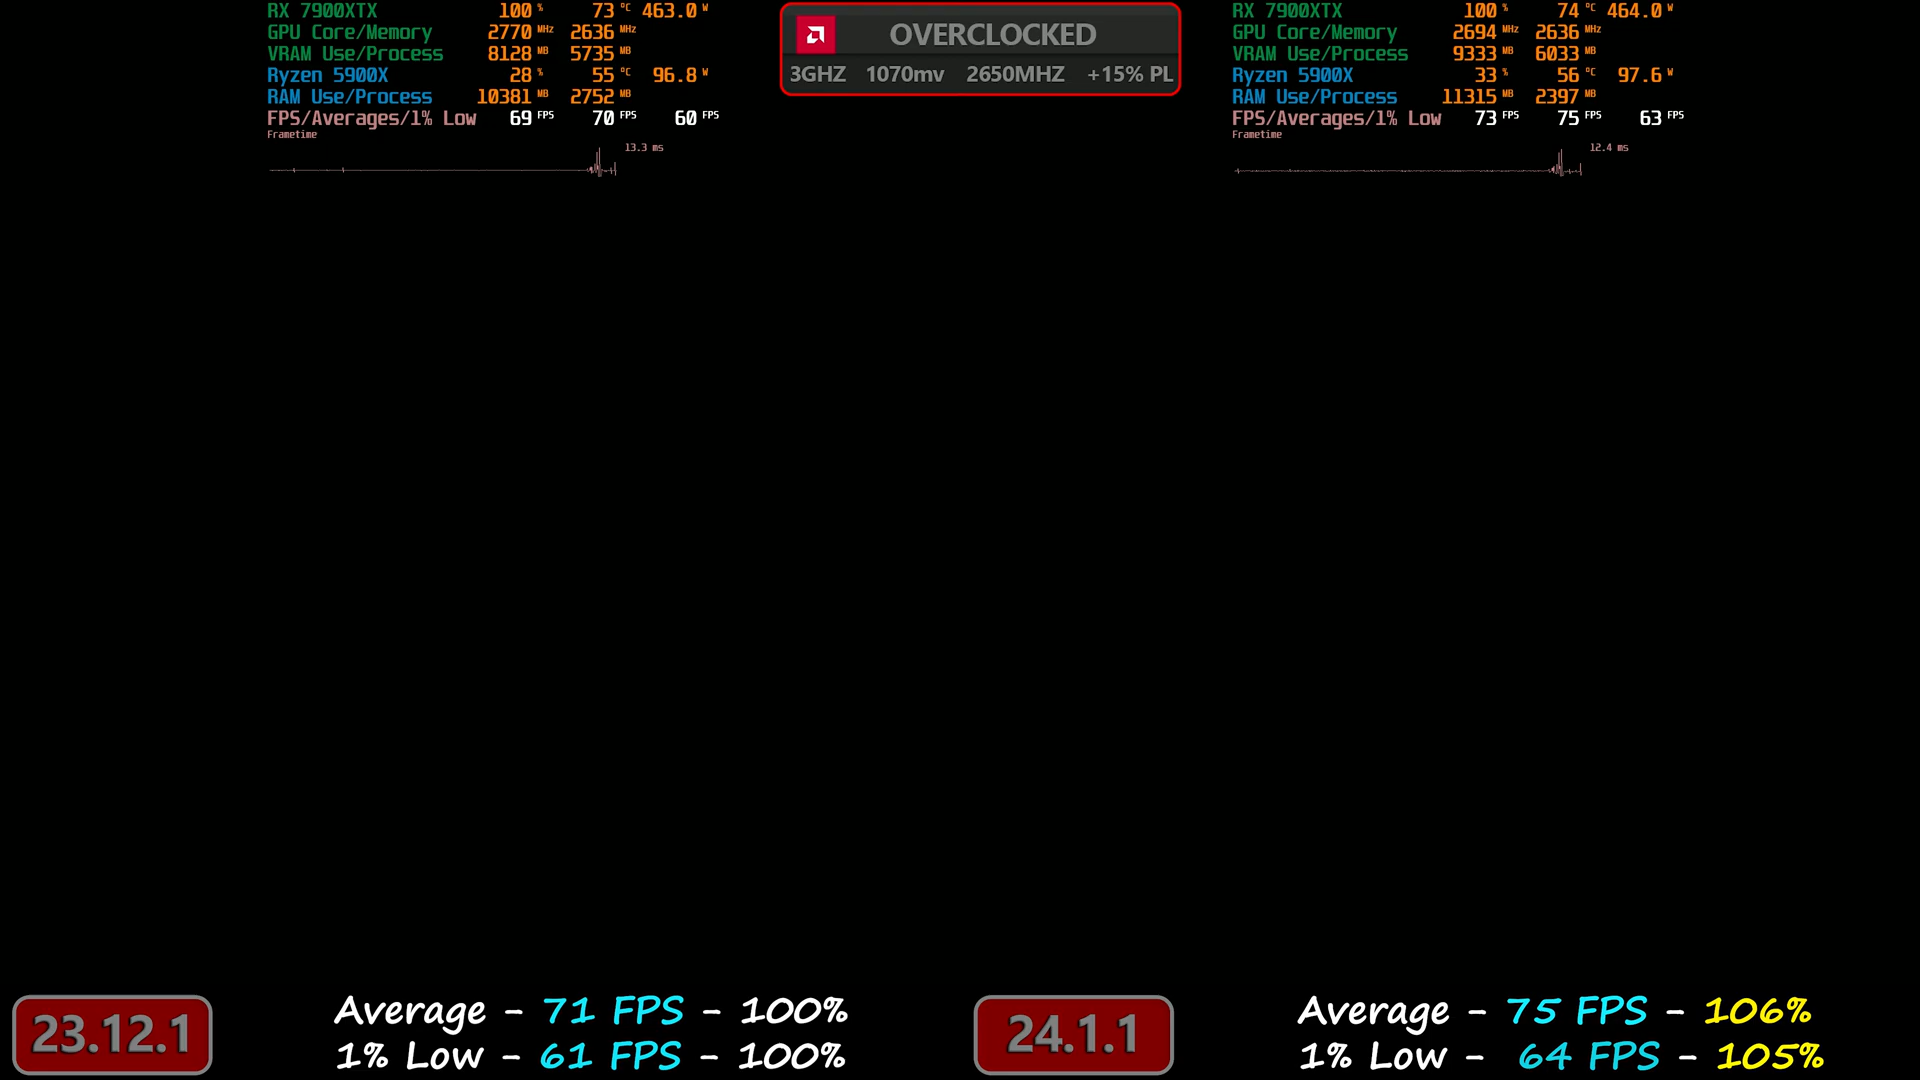 RX 7900XTX 100 % 73 °C 463.0 W
GPU Core/Memory 2770 MHz 2636 MHz
VRAM Use/Process 8128 MB 5735 MB
Ryzen 5900X 28 % 55 °C 96.8 W
RAM Use/Process 10381 MB 2752 MB
FPS/Averages/1% Low 69 FPS 70 FPS 60 FPS
Frametime
13.3 ms
OVERCLOCKED
3GHZ 1070mv 2650MHZ +15% PL
RX 7900XTX 100 % 74 °C 464.0 W
GPU Core/Memory 2694 MHz 2636 MHz
VRAM Use/Process 9333 MB 6033 MB
Ryzen 5900X 33 % 56 °C 97.6 W
RAM Use/Process 11315 MB 2397 MB
FPS/Averages/1% Low 73 FPS 75 FPS 63 FPS
Frametime
12.4 ms
23.12.1
Average - 71 FPS - 100%
1% Low - 61 FPS - 100%
24.1.1
Average - 75 FPS - 106%
1% Low - 64 FPS - 105%